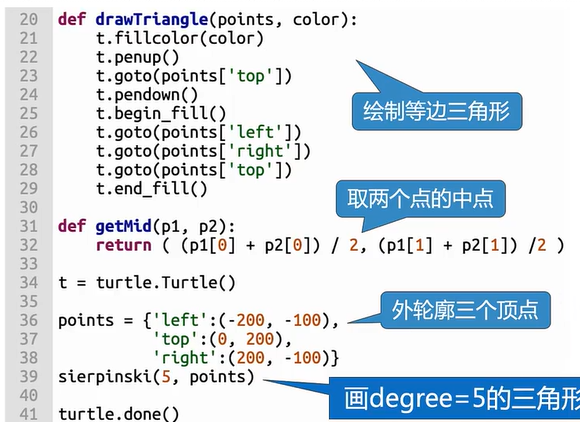 20 def drawTriangle(points, color):
21 t.fillcolor(color)
22 t.penup()
23 t.goto(points['top'])
24 t.pendown()
25 t.begin_fill()
26 t.goto(points['left'])
27 t.goto(points['right'])
28 t.goto(points['top'])
29 t.end_fill()
绘制等边三角形
30
取两个点的中点
31 def getMid(p1, p2):
32 return ( (p1[0] + p2[0]) / 2, (p1[1] + p2[1]) /2 )
33
34 t = turtle.Turtle()
35
36 points = {'left':(-200, -100),
37 'top':(0, 200),
38 'right':(200, -100)}
外轮廓三个顶点
39 sierpinski(5, points)
画degree=5的三角形
40
41 turtle.done()